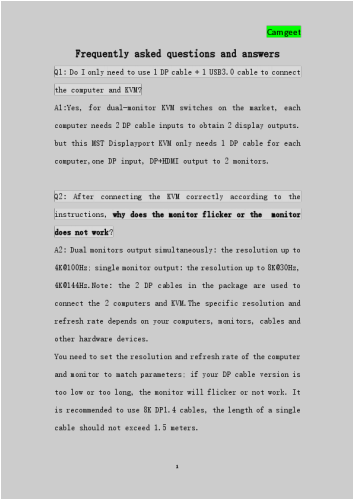 Camgeet
Frequently asked questions and answers
Q1: Do I only need to use 1 DP cable + 1 USB3.0 cable to connect
the computer and KVM?
A1:Yes, for dual-monitor KVM switches on the market, each
computer needs 2 DP cable inputs to obtain 2 display outputs.
but this MST Displayport KVM only needs 1 DP cable for each
computer,one DP input, DP+HDMI output to 2 monitors.
Q2: After connecting the KVM correctly according to the
instructions, why does the monitor flicker or the monitor
does not work?
A2: Dual monitors output simultaneously: the resolution up to
4K@100Hz; single monitor output: the resolution up to 8K@30Hz,
4K@144Hz.Note: the 2 DP cables in the package are used to
connect the 2 computers and KVM.The specific resolution and
refresh rate depends on your computers, monitors, cables and
other hardware devices.
You need to set the resolution and refresh rate of the computer
and monitor to match parameters; if your DP cable version is
too low or too long, the monitor will flicker or not work. It
is recommended to use 8K DP1.4 cables, the length of a single
cable should not exceed 1.5 meters.
1